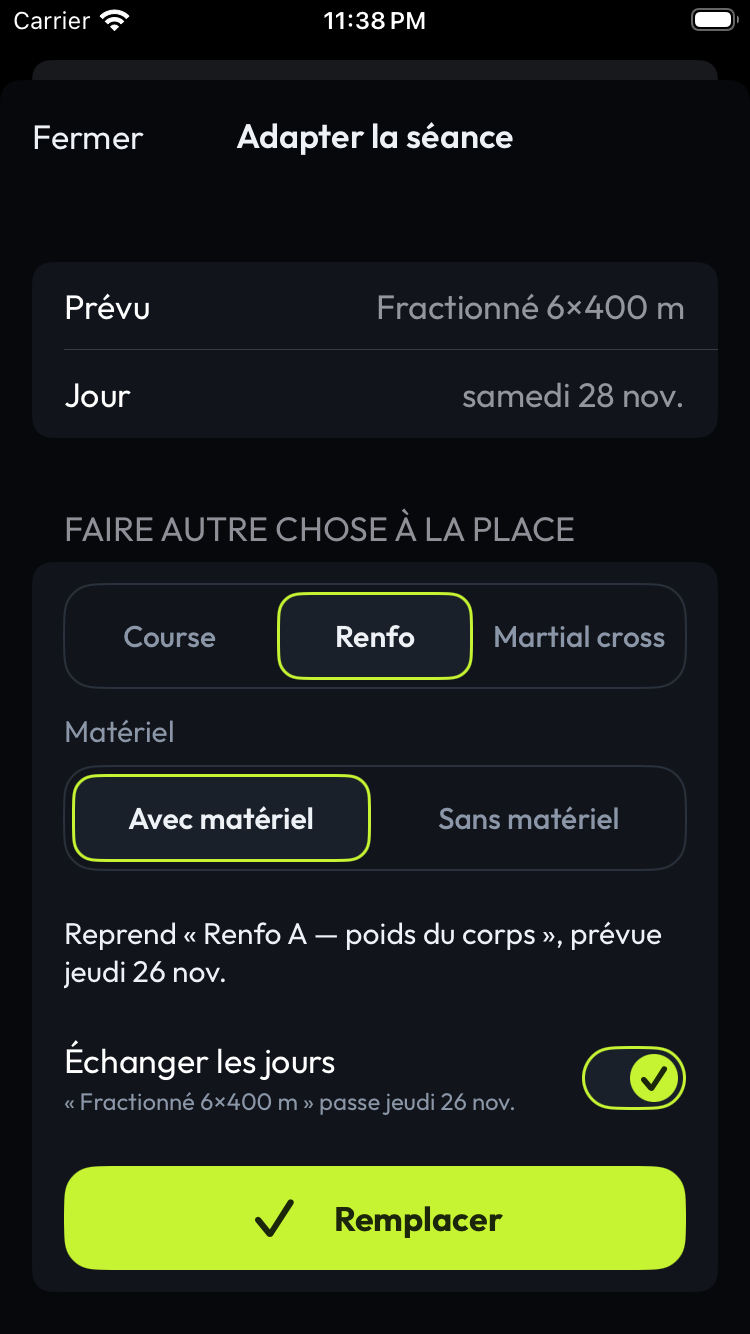 Carrier 11:38 PM
Fermer Adapter la séance
Prévu Fractionné 6×400 m
Jour samedi 28 nov.
FAIRE AUTRE CHOSE À LA PLACE
Course Renfo Martial cross
Matériel
Avec matériel Sans matériel
Reprend « Renfo A — poids du corps », prévue
jeudi 26 nov.
Échanger les jours
« Fractionné 6×400 m » passe jeudi 26 nov.
Remplacer